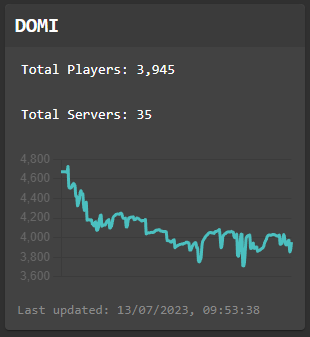 DOMI
Total Players: 3,945
Total Servers: 35
4,800
4,600
4,400
4,200
4,000
3,800
3,600
Last updated: 13/07/2023, 09:53:38